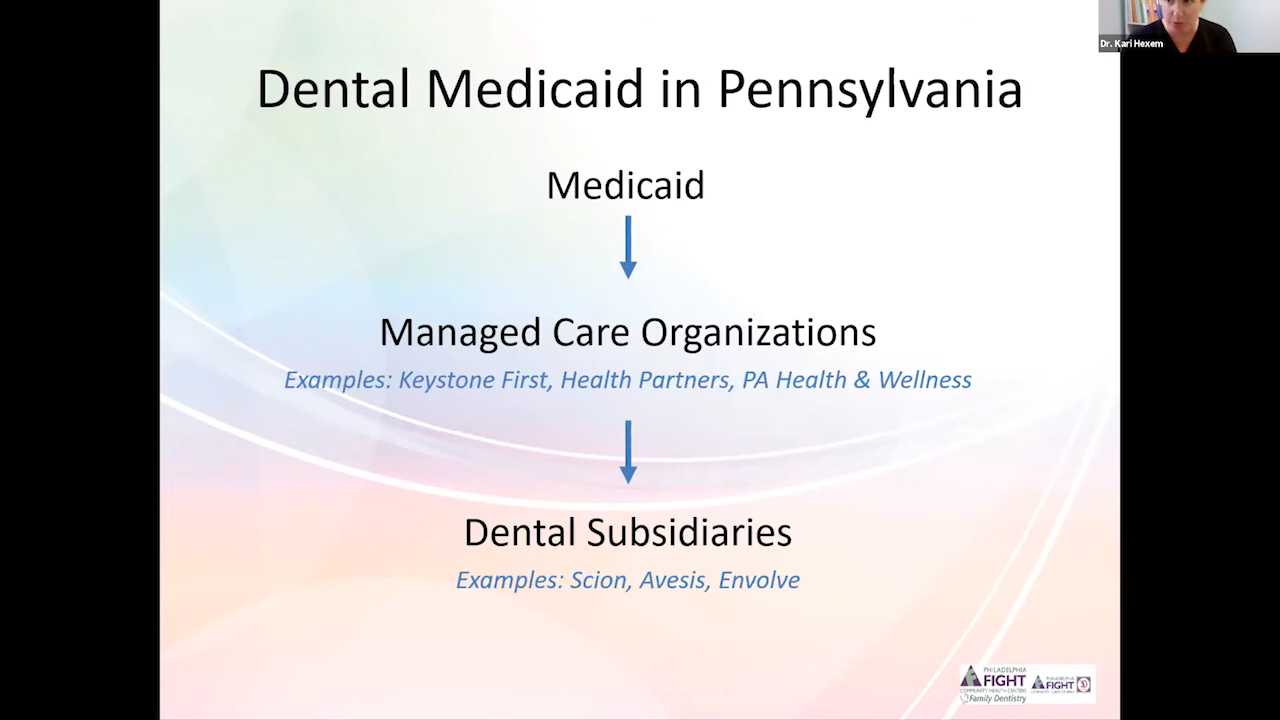 Dr. Kari Hexem
Dental Medicaid in Pennsylvania
Medicaid
Managed Care Organizations
Examples: Keystone First, Health Partners, PA Health & Wellness
Dental Subsidiaries
Examples: Scion, Avesis, Envolve
PHILADELPHIA
FIGHT
COMMUNITY HEALTH CENTERS
Family Dentistry
PHILADELPHIA
FIGHT